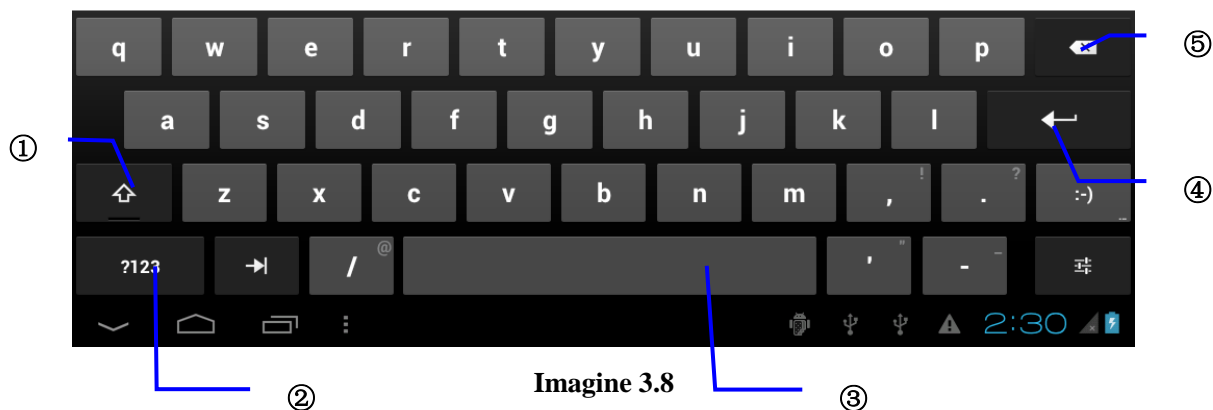 q w e r t y u i o p ⑤
a s d f g h j k l
①
④
z x c v b n m , ! . ? :-) ...
?123 / @ ' " - _
2:30
Imagine 3.8
② ③